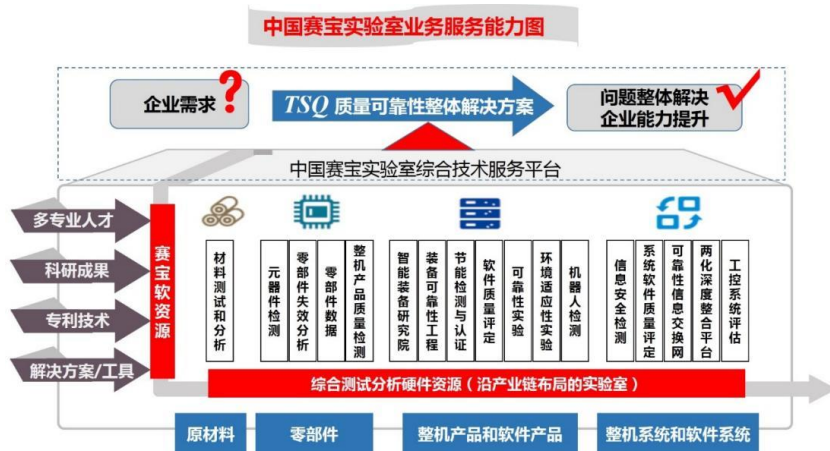 中国赛宝实验室业务服务能力图
企业需求
?
TSQ 质量可靠性整体解决方案
问题整体解决
企业能力提升
中国赛宝实验室综合技术服务平台
多专业人才
科研成果
专利技术
解决方案/工具
赛宝软资源
材料测试和分析
元器件检测
零部件失效分析
零部件数据
整机产品质量检测
智能装备研究院
装备可靠性工程
节能检测与认证
软件质量评定
可靠性实验
环境适应性实验
机器人检测
信息安全检测
系统软件质量评定
可靠性信息交换网
两化深度整合平台
工控系统评估
综合测试分析硬件资源（沿产业链布局的实验室）
原材料
零部件
整机产品和软件产品
整机系统和软件系统